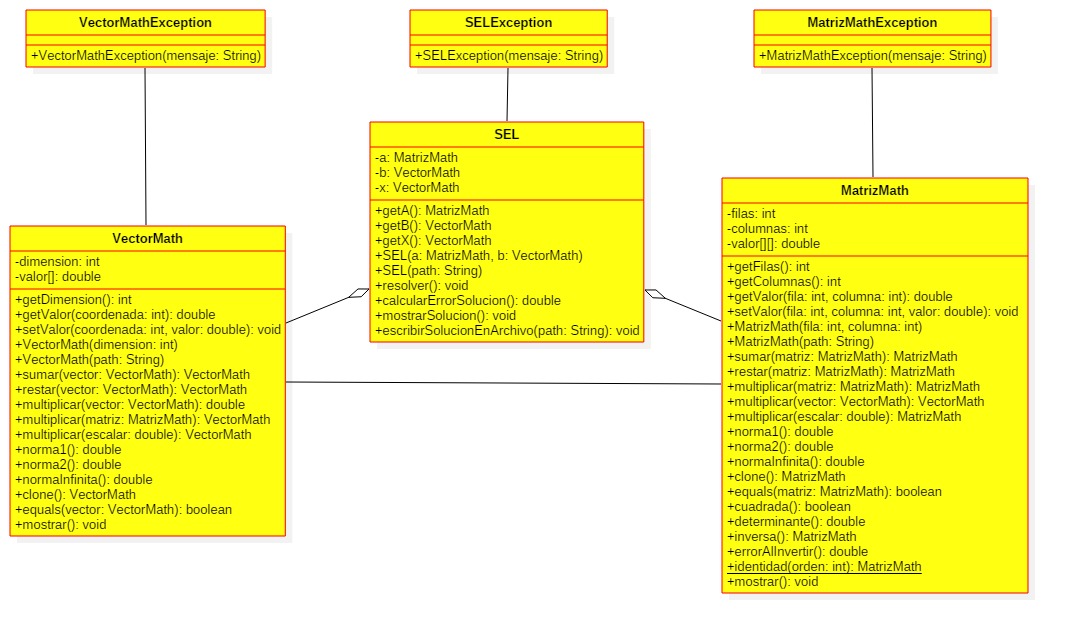 VectorMathException
+VectorMathException(mensaje: String)
SELException
+SELException(mensaje: String)
MatrizMathException
+MatrizMathException(mensaje: String)
SEL
-a: MatrizMath
-b: VectorMath
-x: VectorMath
+getA(): MatrizMath
+getB(): VectorMath
+getX(): VectorMath
+SEL(a: MatrizMath, b: VectorMath)
+SEL(path: String)
+resolver(): void
+calcularErrorSolucion(): double
+mostrarSolucion(): void
+escribirSolucionEnArchivo(path: String): void
VectorMath
-dimension: int
-valor[]: double
+getDimension(): int
+getValor(coordenada: int): double
+setValor(coordenada: int, valor: double): void
+VectorMath(dimension: int)
+VectorMath(path: String)
+sumar(vector: VectorMath): VectorMath
+restar(vector: VectorMath): VectorMath
+multiplicar(vector: VectorMath): double
+multiplicar(matriz: MatrizMath): VectorMath
+multiplicar(escalar: double): VectorMath
+norma1(): double
+norma2(): double
+normaInfinita(): double
+clone(): VectorMath
+equals(vector: VectorMath): boolean
+mostrar(): void
MatrizMath
-filas: int
-columnas: int
-valor[][]: double
+getFilas(): int
+getColumnas(): int
+getValor(fila: int, columna: int): double
+setValor(fila: int, columna: int, valor: double): void
+MatrizMath(fila: int, columna: int)
+MatrizMath(path: String)
+sumar(matriz: MatrizMath): MatrizMath
+restar(matriz: MatrizMath): MatrizMath
+multiplicar(matriz: MatrizMath): MatrizMath
+multiplicar(vector: VectorMath): VectorMath
+multiplicar(escalar: double): MatrizMath
+norma1(): double
+norma2(): double
+normaInfinita(): double
+clone(): MatrizMath
+equals(matriz: MatrizMath): boolean
+cuadrada(): boolean
+determinante(): double
+inversa(): MatrizMath
+errorAlInvertir(): double
+identidad(orden: int): MatrizMath
+mostrar(): void